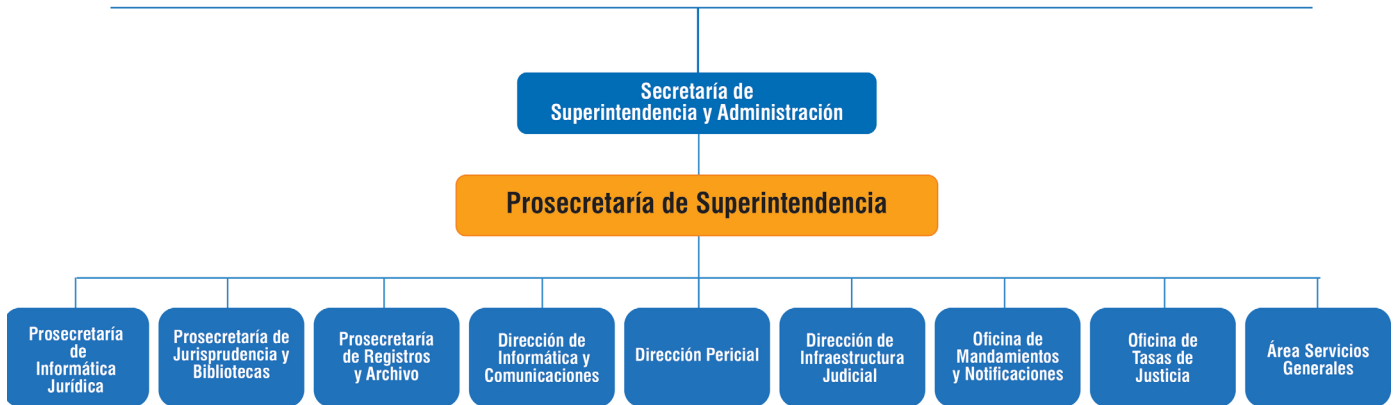 Secretaría de
Superintendencia y Administración
Prosecretaría de Superintendencia
Prosecretaría
de
Informática
Jurídica
Prosecretaría de
Jurisprudencia y
Bibliotecas
Prosecretaría
de Registros
y Archivo
Dirección de
Informática y
Comunicaciones
Dirección Pericial
Dirección de
Infraestructura
Judicial
Oficina de
Mandamientos
y Notificaciones
Oficina de
Tasas de
Justicia
Área Servicios
Generales